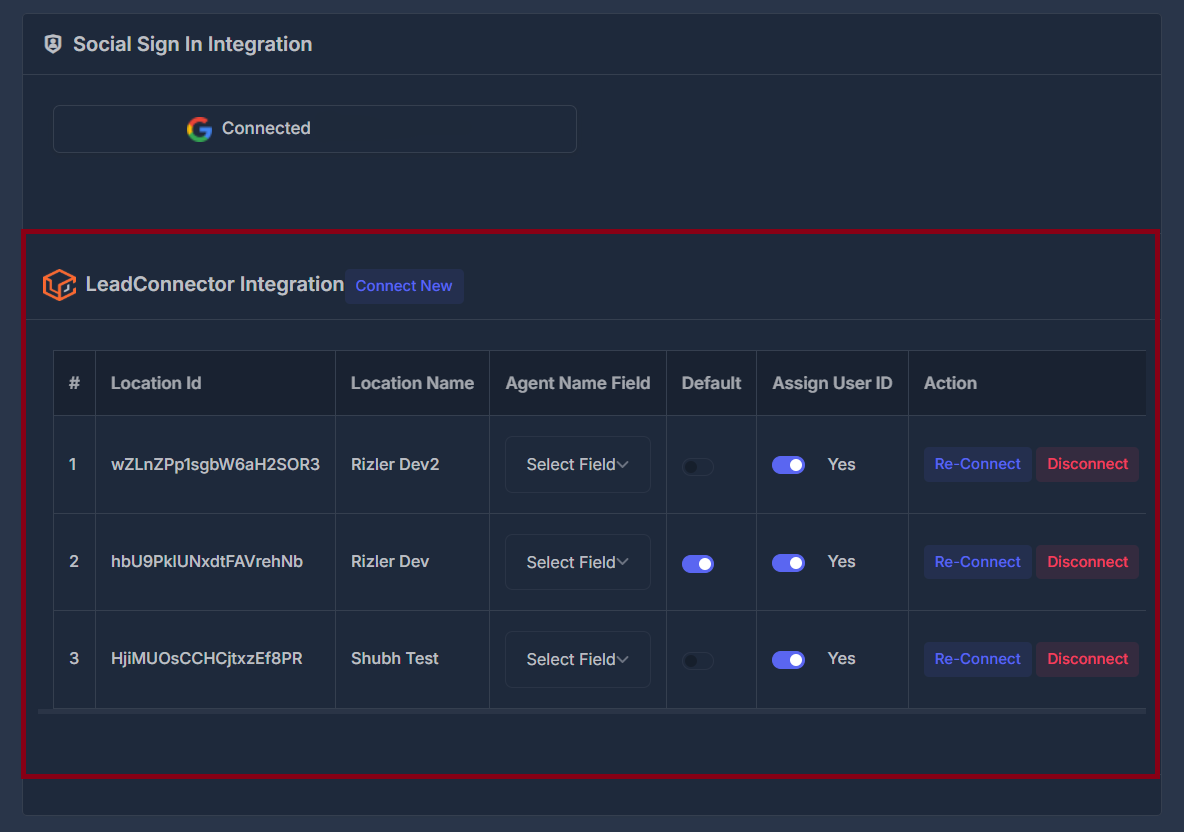 Social Sign In Integration
Connected
LeadConnector Integration Connect New
# Location Id Location Name Agent Name Field Default Assign User ID Action
1 wZLnZPp1sgbW6aH2SOR3 Rizler Dev2 Select Field Yes Re-Connect Disconnect
2 hbU9PklUNxdtFAVrehNb Rizler Dev Select Field Yes Re-Connect Disconnect
3 HjiMUOsCCHCjtxzEf8PR Shubh Test Select Field Yes Re-Connect Disconnect